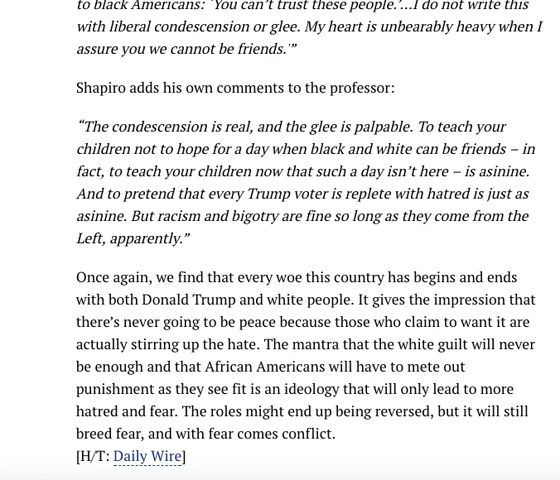 to black Americans: 'You can't trust these people.'…I do not write this
with liberal condescension or glee. My heart is unbearably heavy when I
assure you we cannot be friends.'"
Shapiro adds his own comments to the professor:
"The condescension is real, and the glee is palpable. To teach your
children not to hope for a day when black and white can be friends – in
fact, to teach your children now that such a day isn't here – is asinine.
And to pretend that every Trump voter is replete with hatred is just as
asinine. But racism and bigotry are fine so long as they come from the
Left, apparently."
Once again, we find that every woe this country has begins and ends
with both Donald Trump and white people. It gives the impression that
there's never going to be peace because those who claim to want it are
actually stirring up the hate. The mantra that the white guilt will never
be enough and that African Americans will have to mete out
punishment as they see fit is an ideology that will only lead to more
hatred and fear. The roles might end up being reversed, but it will still
breed fear, and with fear comes conflict.
[H/T: Daily Wire]